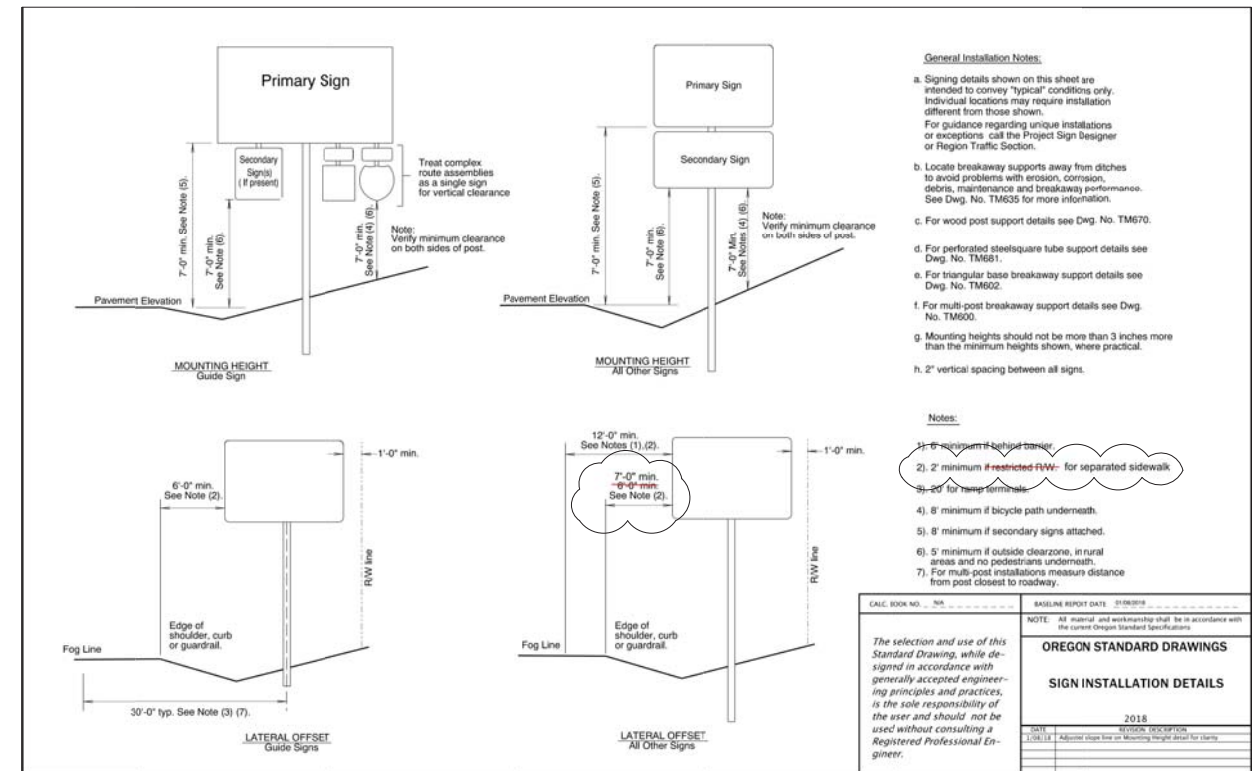 Primary Sign
Secondary
Sign(s)
( If present)
Treat complex
route assemblies
as a single sign
for vertical clearance
7'-0" min. See Note (5).
7'-0" min.
See Note (6).
7'-0" min.
See Note (4) (6).
Note:
Verify minimum clearance
on both sides of post.
Pavement Elevation
MOUNTING HEIGHT
Guide Sign
Primary Sign
Secondary Sign
7'-0" min. See Note (5).
7'-0" min.
See Note (6).
7'-0" Min.
See Note (4) (6).
Note:
Verify minimum clearance
on both sides of post.
Pavement Elevation
MOUNTING HEIGHT
All Other Signs
General Installation Notes:
a. Signing details shown on this sheet are
intended to convey "typical" conditions only.
Individual locations may require installation
different from those shown.
For guidance regarding unique installations
or exceptions call the Project Sign Designer
or Region Traffic Section.
b. Locate breakaway supports away from ditches
to avoid problems with erosion, corrosion,
debris, maintenance and breakaway performance.
See Dwg. No. TM635 for more information.
c. For wood post support details see Dwg. No. TM670.
d. For perforated steelsquare tube support details see
Dwg. No. TM681.
e. For triangular base breakaway support details see
Dwg. No. TM602.
f. For multi-post breakaway support details see Dwg.
No. TM600.
g. Mounting heights should not be more than 3 inches more
than the minimum heights shown, where practical.
h. 2" vertical spacing between all signs.
Notes:
1). 6' minimum if behind barrier.
2). 2' minimum if restricted R/W. for separated sidewalk
3). 20' for ramp terminals.
4). 8' minimum if bicycle path underneath.
5). 8' minimum if secondary signs attached.
6). 5' minimum if outside clearzone, in rural
areas and no pedestrians underneath.
7). For multi-post installations measure distance
from post closest to roadway.
6'-0" min.
See Note (2).
1'-0" min.
R/W line
Edge of
shoulder, curb
or guardrail.
Fog Line
30'-0" typ. See Note (3) (7).
LATERAL OFFSET
Guide Signs
12'-0" min.
See Notes (1),(2).
7'-0" min.
6'-0" min.
See Note (2).
1'-0" min.
R/W line
Edge of
shoulder, curb
or guardrail.
Fog Line
LATERAL OFFSET
All Other Signs
CALC. BOOK NO. N/A
BASELINE REPORT DATE 01/08/2018
The selection and use of this
Standard Drawing, while de-
signed in accordance with
generally accepted engineer-
ing principles and practices,
is the sole responsibility of
the user and should not be
used without consulting a
Registered Professional En-
gineer.
NOTE: All material and workmanship shall be in accordance with
the current Oregon Standard Specifications
OREGON STANDARD DRAWINGS
SIGN INSTALLATION DETAILS
2018
DATE REVISION DESCRIPTION
1/08/18 Adjusted slope line on Mounting Height detail for clarity